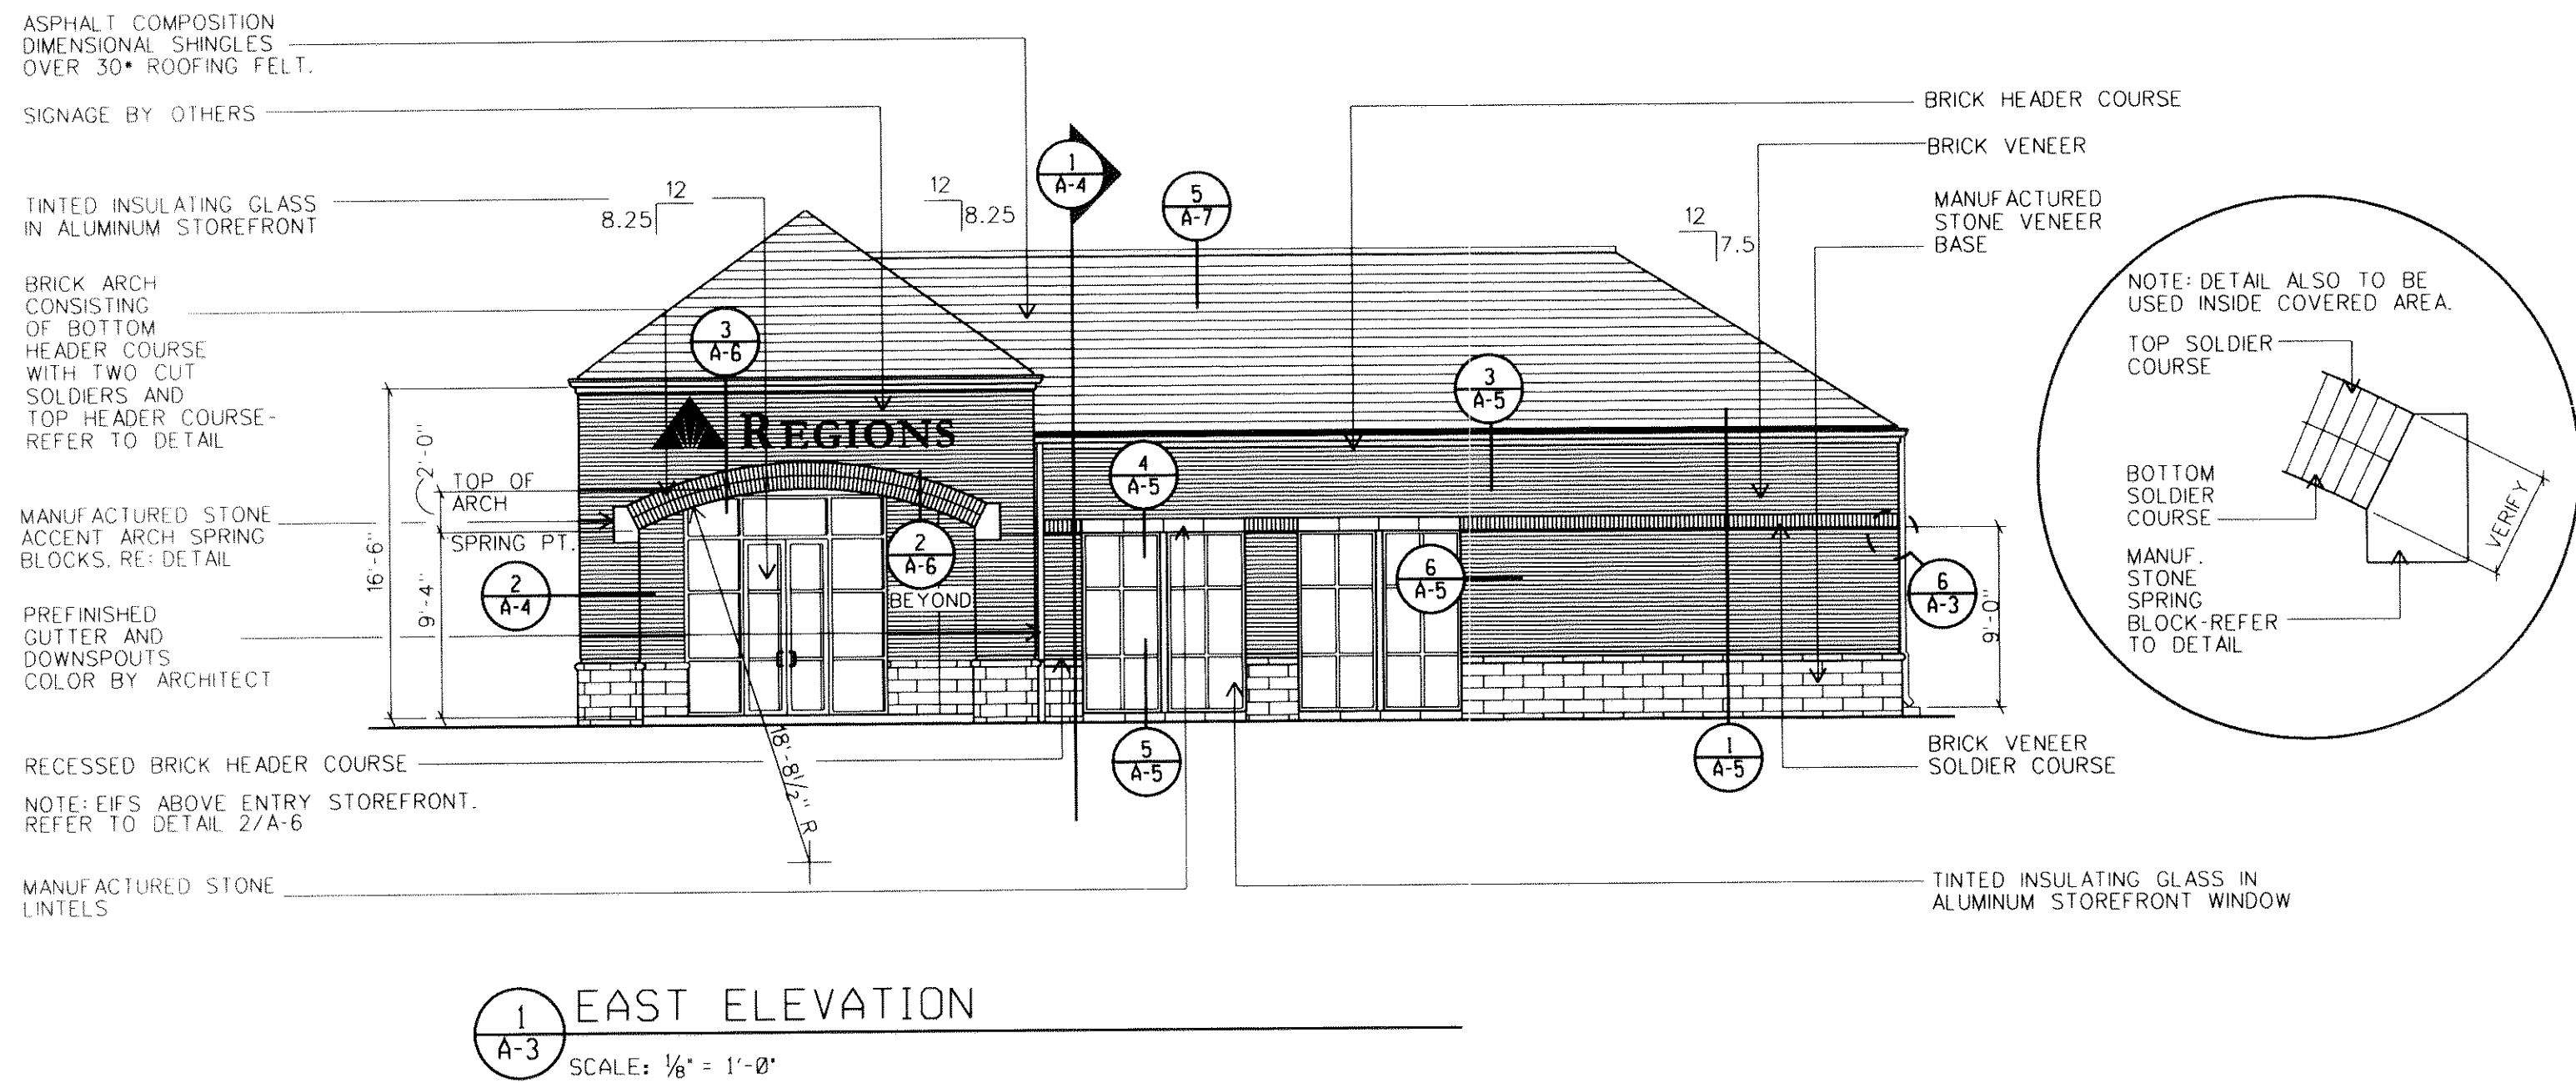 ASPHALT COMPOSITION
DIMENSIONAL SHINGLES
OVER 30# ROOFING FELT.
SIGNAGE BY OTHERS
TINTED INSULATING GLASS
IN ALUMINUM STOREFRONT
BRICK ARCH
CONSISTING
OF BOTTOM
HEADER COURSE
WITH TWO CUT
SOLDIERS AND
TOP HEADER COURSE-
REFER TO DETAIL
MANUFACTURED STONE
ACCENT ARCH SPRING
BLOCKS, RE: DETAIL
PREFINISHED
GUTTER AND
DOWNSPOUTS
COLOR BY ARCHITECT
RECESSED BRICK HEADER COURSE
NOTE: EIFS ABOVE ENTRY STOREFRONT.
REFER TO DETAIL 2/A-6
MANUFACTURED STONE
LINTELS
12
8.25
12
8.25
1
A-4
5
A-7
12
7.5
3
A-6
3
A-5
REGIONS
4
A-5
2'-0"
TOP OF
ARCH
SPRING PT.
16'-6"
9'-4"
2
A-4
2
A-6
BEYOND
6
A-5
6
A-3
9'-0"
18'-8 1/2" R
5
A-5
1
A-5
BRICK HEADER COURSE
BRICK VENEER
MANUFACTURED
STONE VENEER
BASE
BRICK VENEER
SOLDIER COURSE
TINTED INSULATING GLASS IN
ALUMINUM STOREFRONT WINDOW
NOTE: DETAIL ALSO TO BE
USED INSIDE COVERED AREA.
TOP SOLDIER
COURSE
BOTTOM
SOLDIER
COURSE
MANUF.
STONE
SPRING
BLOCK-REFER
TO DETAIL
VERIFY
1
A-3
EAST ELEVATION
SCALE: 1/8" = 1'-0"